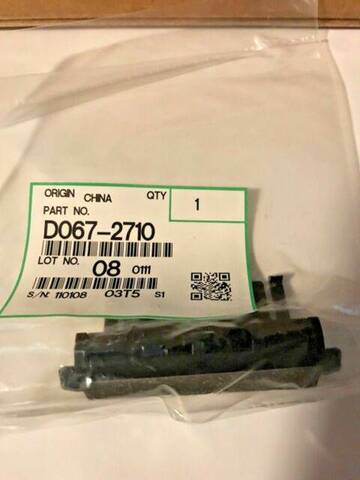 ORIGIN CHINA QTY 1
PART NO.
D067-2710
LOT NO. 08 0111
S/N: 110108 03T5 S1